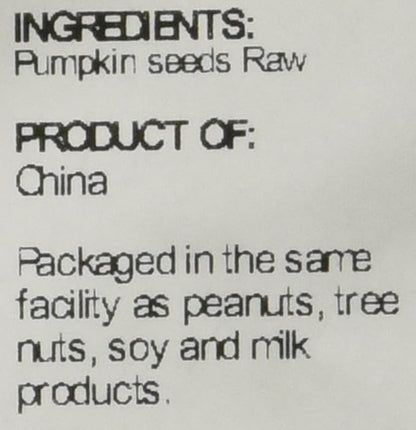 INGREDIENTS:
Pumpkin seeds Raw
PRODUCT OF:
China
Packaged in the same
facility as peanuts, tree
nuts, soy and milk
products.